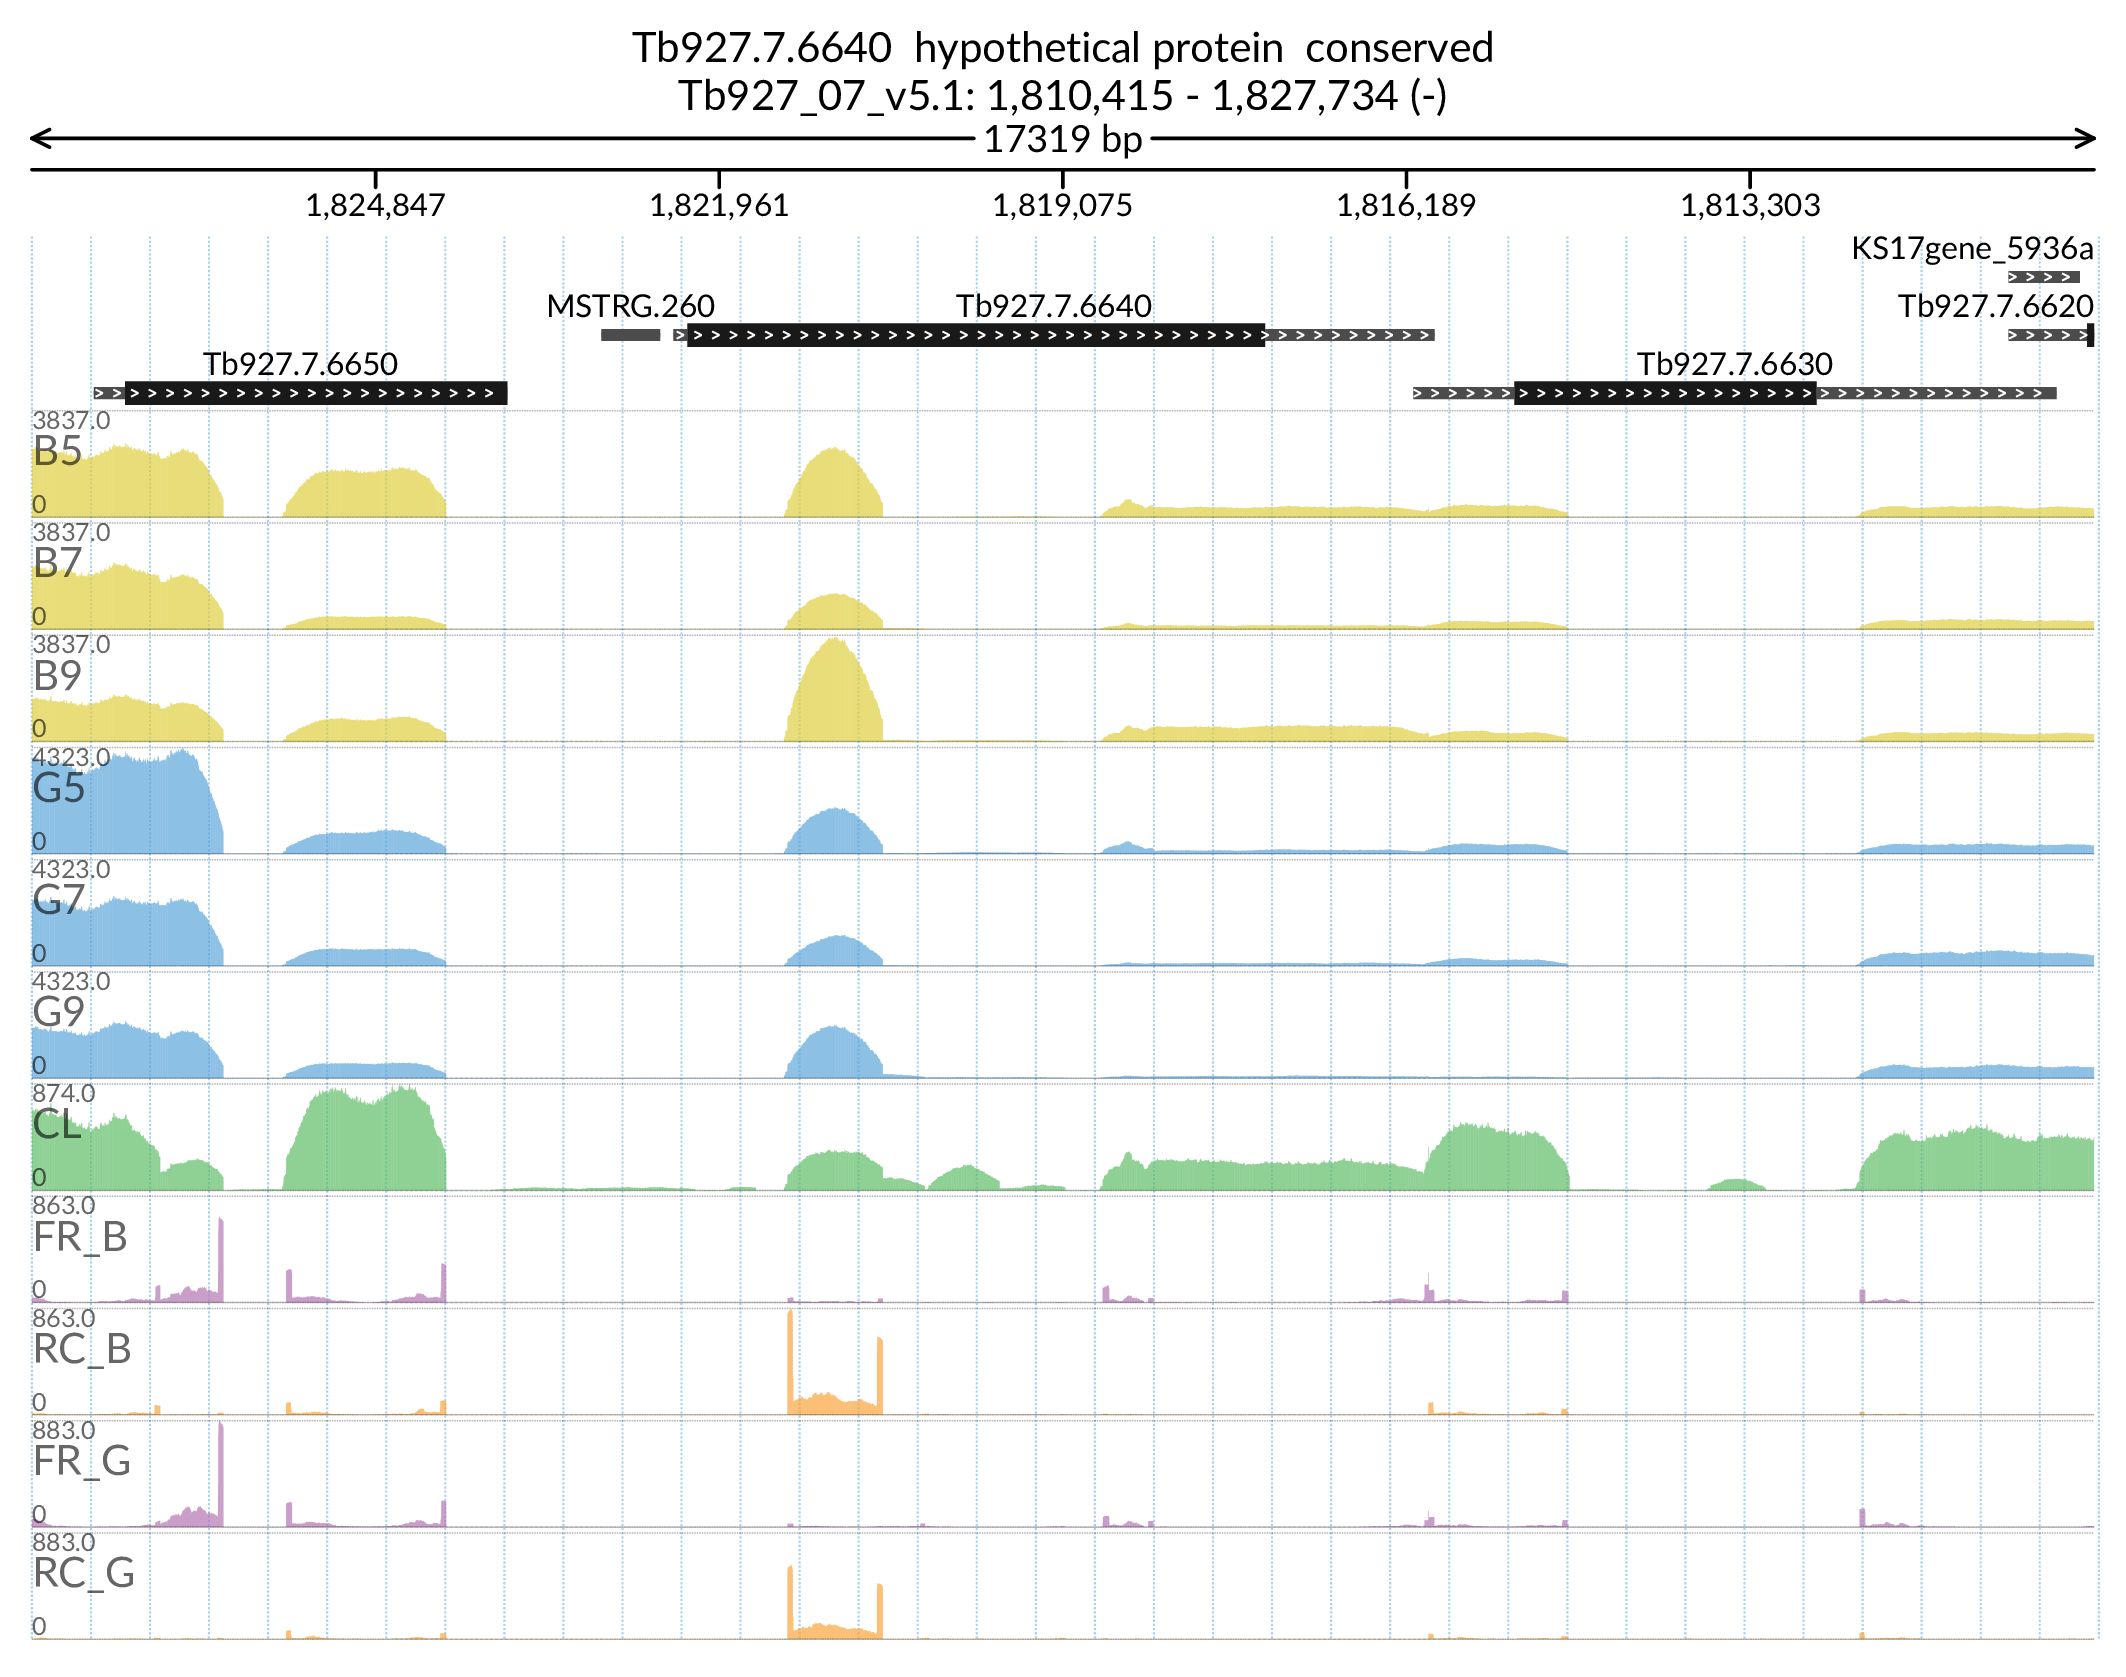 Tb927.7.6640  hypothetical protein  conserved
Tb927_07_v5.1: 1,810,415 - 1,827,734 (-)
17319 bp
1,824,847 1,821,961 1,819,075 1,816,189 1,813,303
KS17gene_5936a
MSTRG.260 Tb927.7.6640 Tb927.7.6620
Tb927.7.6650 Tb927.7.6630
3837.0
B5
0
3837.0
B7
0
3837.0
B9
0
4323.0
G5
0
4323.0
G7
0
4323.0
G9
0
874.0
CL
0
863.0
FR_B
0
863.0
RC_B
0
883.0
FR_G
0
883.0
RC_G
0